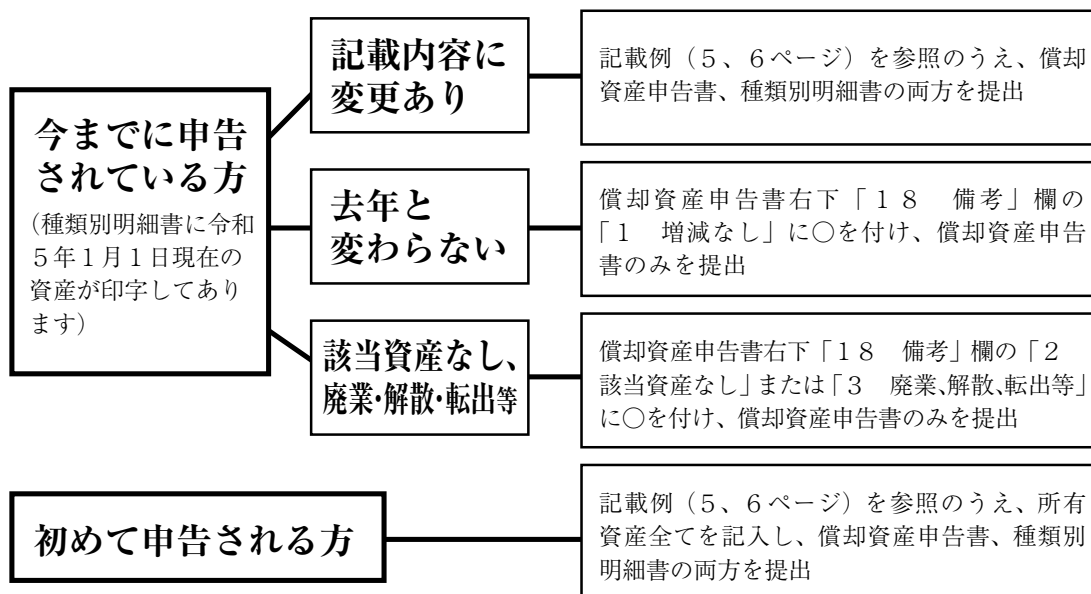 今までに申告
されている方
(種類別明細書に令和
５年１月１日現在の
資産が印字してあり
ます)
記載内容に
変更あり
記載例（５、６ページ）を参照のうえ、償却
資産申告書、種類別明細書の両方を提出
去年と
変わらない
償却資産申告書右下「１８　備考」欄の
「１　増減なし」に○を付け、償却資産申告
書のみを提出
該当資産なし、
廃業・解散・転出等
償却資産申告書右下「１８　備考」欄の「２
該当資産なし」または「３　廃業、解散、転出等」
に○を付け、償却資産申告書のみを提出
初めて申告される方
記載例（５、６ページ）を参照のうえ、所有
資産全てを記入し、償却資産申告書、種類別
明細書の両方を提出